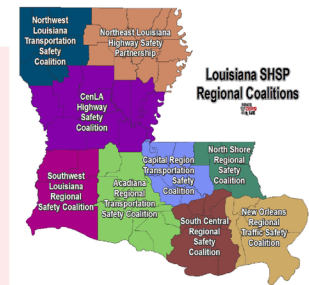 Northwest
Louisiana
Transportation
Safety
Coalition
Northeast Louisiana
Highway Safety
Partnership
Louisiana SHSP
Regional Coalitions
CenLA
Highway
Safety
Coalition
Southwest
Louisiana
Regional
Safety Coalition
Acadiana
Regional
Transportation
Safety Coalition
Capital Region
Transportation
Safety
Coalition
North Shore
Regional
Safety
Coalition
South Central
Regional
Safety
Coalition
New Orleans
Regional
Traffic Safety
Coalition